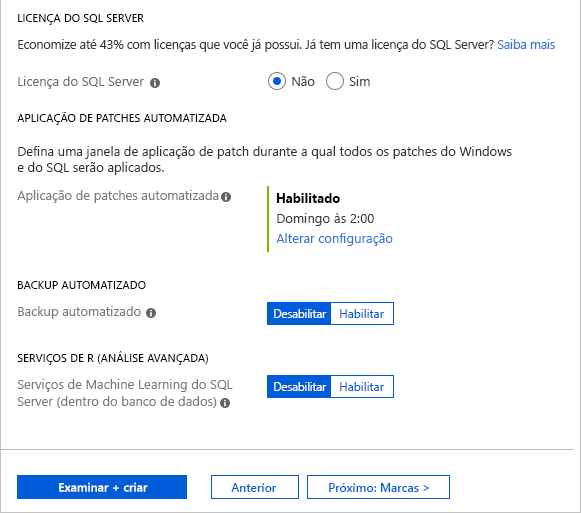 LICENÇA DO SQL SERVER
Economize até 43% com licenças que você já possui. Já tem uma licença do SQL Server? Saiba mais
Licença do SQL Server
Não
Sim
APLICAÇÃO DE PATCHES AUTOMATIZADA
Defina uma janela de aplicação de patch durante a qual todos os patches do Windows
e do SQL serão aplicados.
Aplicação de patches automatizada
Habilitado
Domingo às 2:00
Alterar configuração
BACKUP AUTOMATIZADO
Backup automatizado
Desabilitar
Habilitar
SERVIÇOS DE R (ANÁLISE AVANÇADA)
Serviços de Machine Learning do SQL
Server (dentro do banco de dados)
Desabilitar
Habilitar
Examinar + criar
Anterior
Próximo: Marcas >